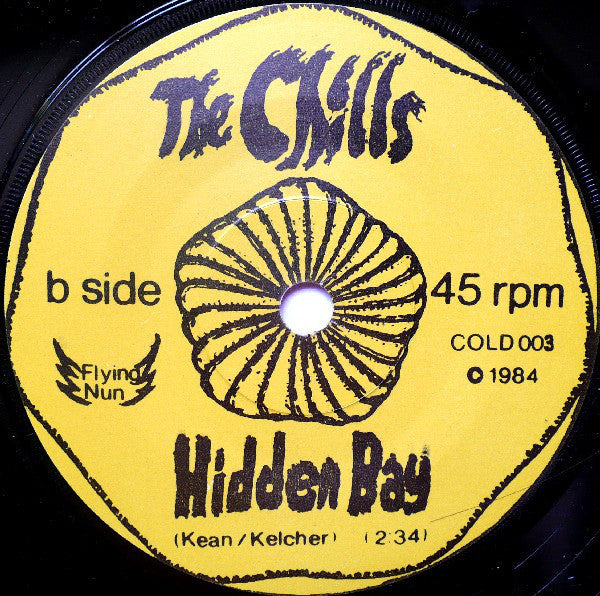 The Chills
b side
45 rpm
Flying
Nun
COLD 003
© 1984
Hidden Bay
(Kean/Kelcher) (2:34)